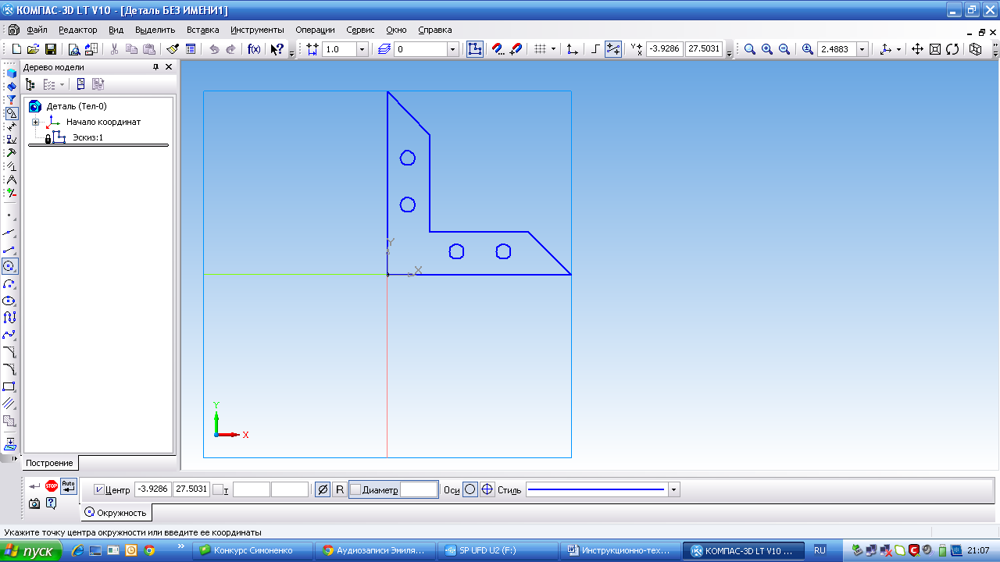 КОМПАС-3D LT V10 - [Деталь БЕЗ ИМЕНИ1]
Файл Редактор Вид Выделить Вставка Инструменты Операции Сервис Окно Справка
1.0 0 -3.9286 27.5031 2.4883
f(x)
Дерево модели
Деталь (Тел-0)
Начало координат
Эскиз:1
Y
X
Y
X
Построение
STOP Auto Центр -3.9286 27.5031 т R Диаметр Оси Стиль
Окружность
Укажите точку центра окружности или введите ее координаты
пуск » Конкурс Симоненко Аудиозаписи Эмиля... SP UFD U2 (F:) Инструкционно-тех... КОМПАС-3D LT V10 ... RU 21:07